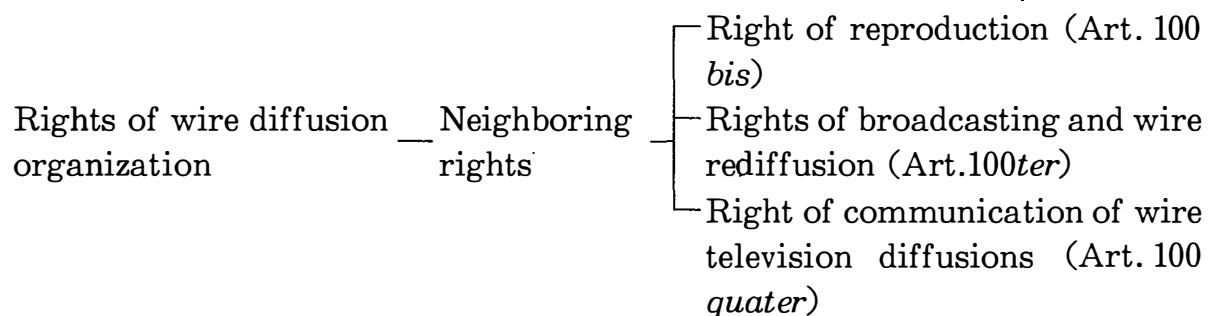 Rights of wire diffusion
organization
Neighboring
rights
Right of reproduction (Art. 100
bis)
Rights of broadcasting and wire
rediffusion (Art.100ter)
Right of communication of wire
television diffusions (Art. 100
quater)